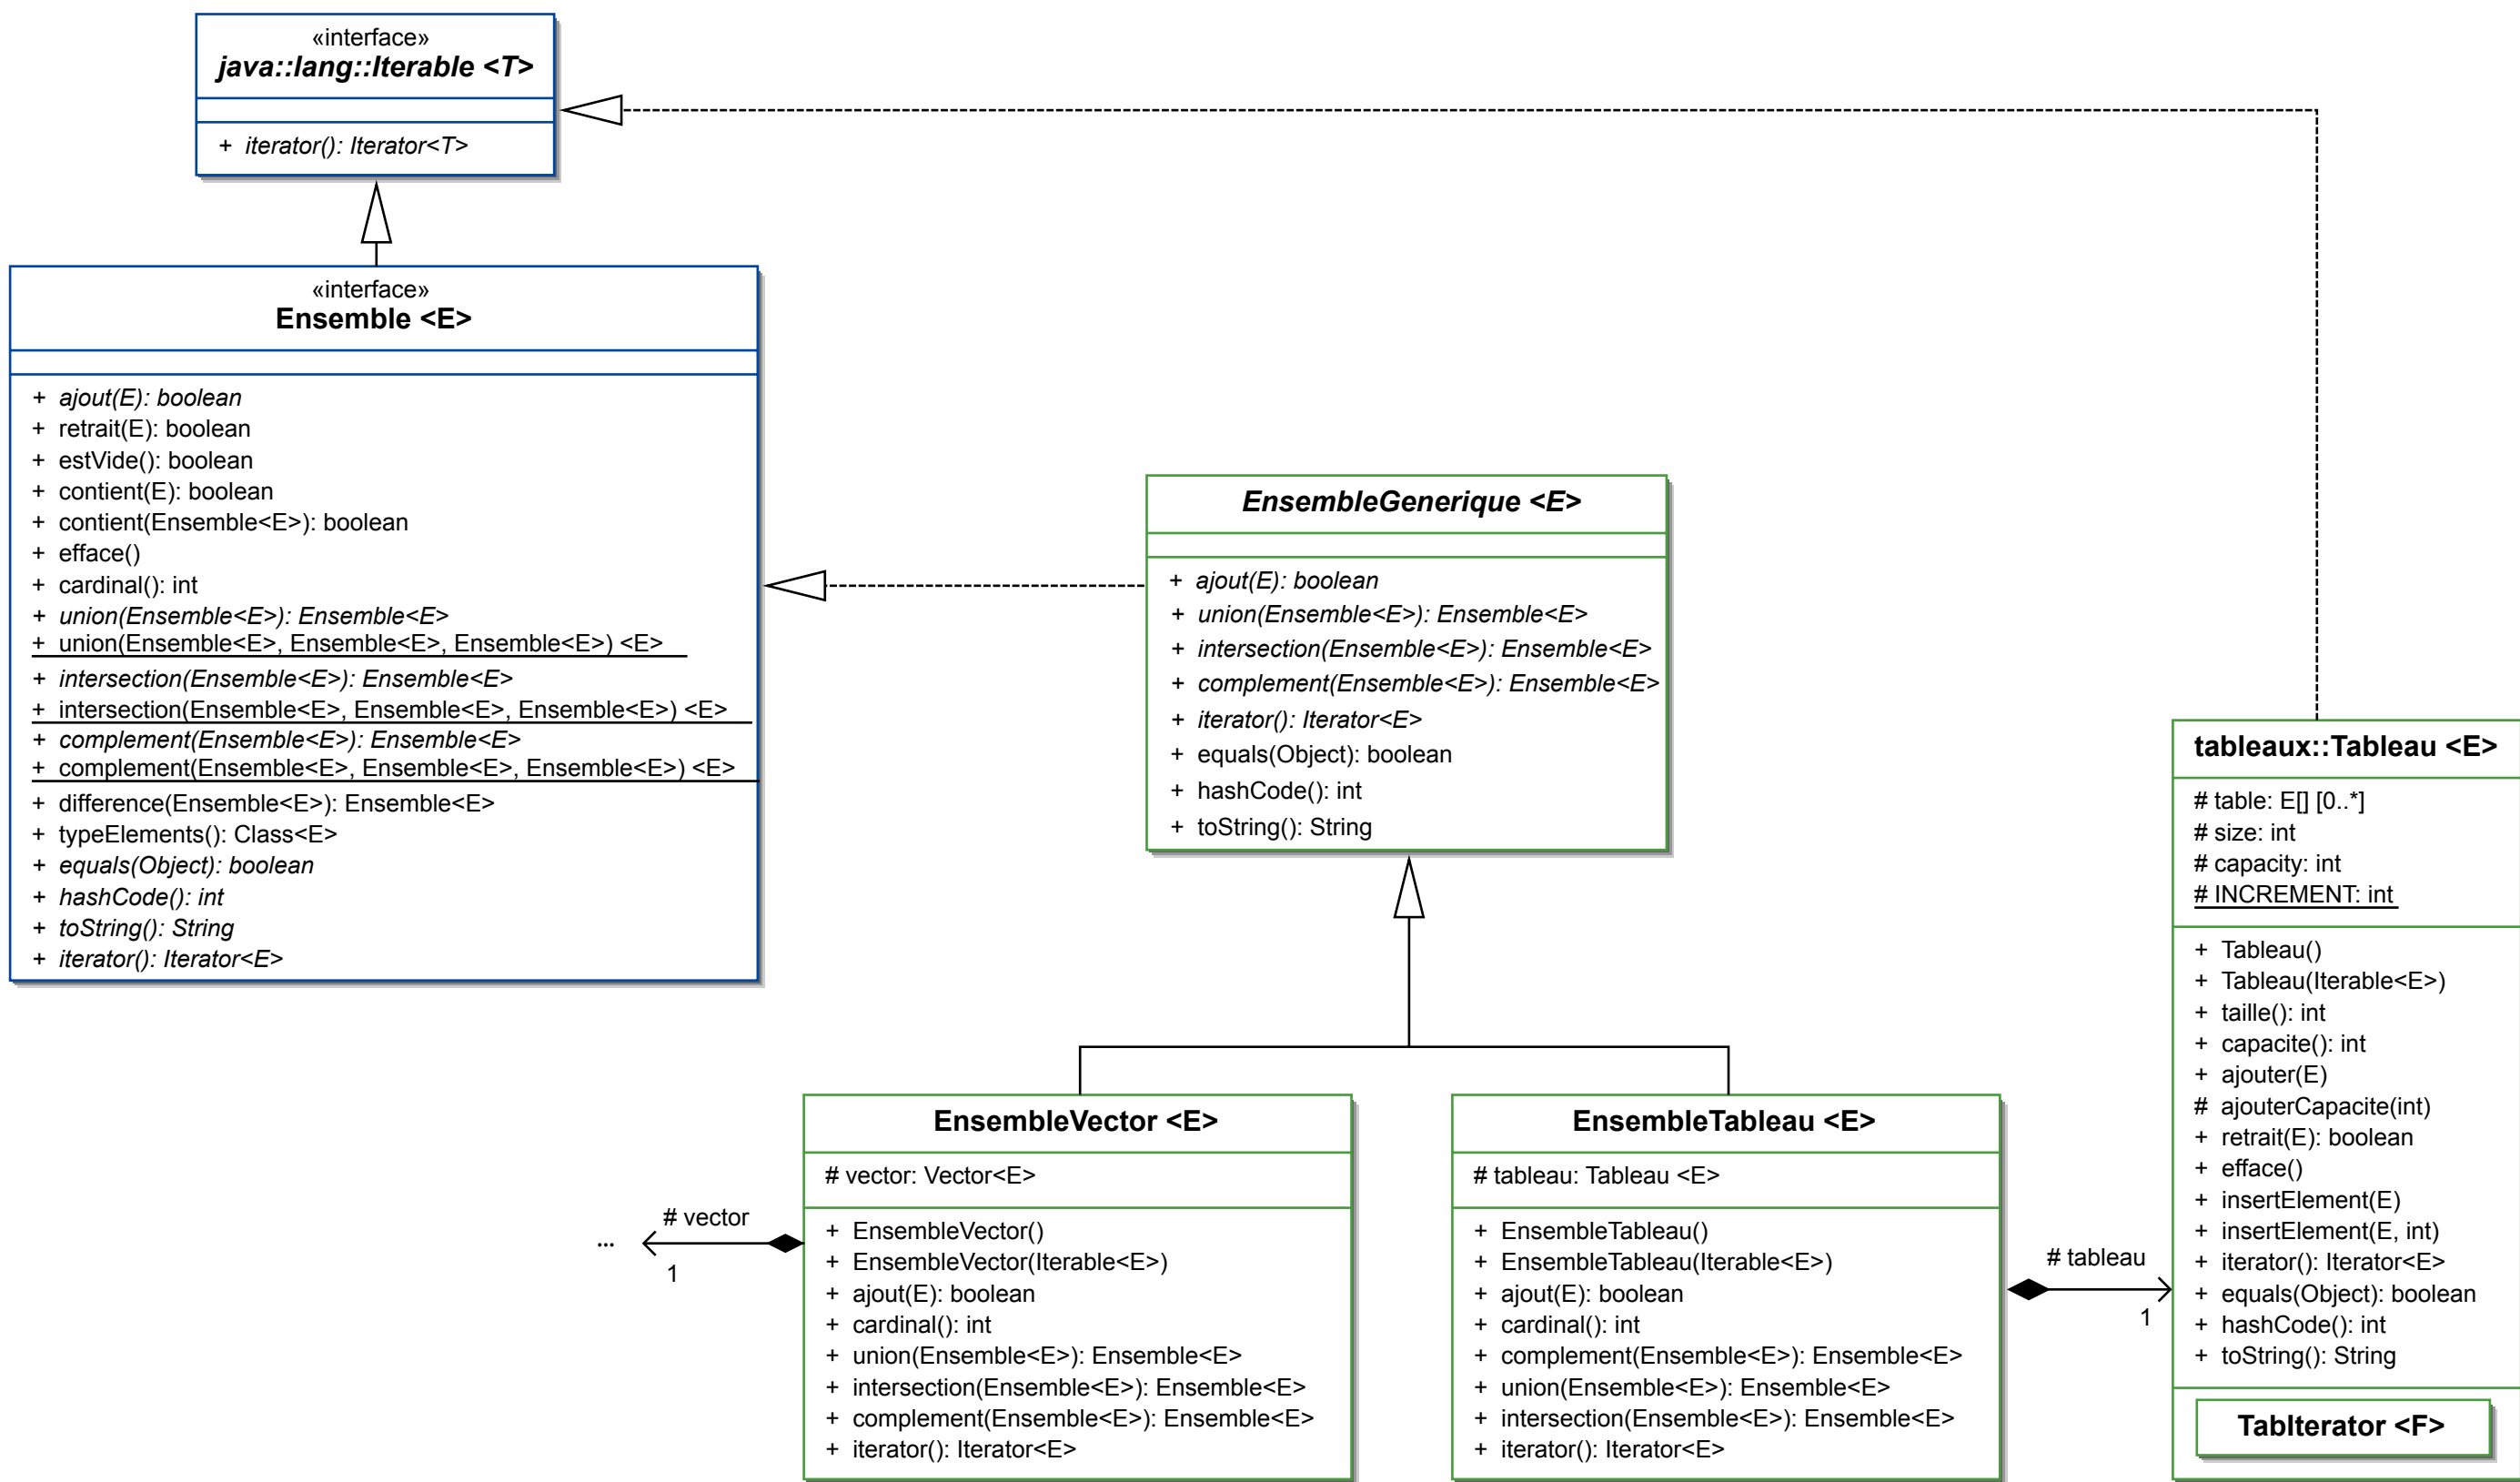 «interface»
java::lang::Iterable <T>
+ iterator(): Iterator<T>
«interface»
Ensemble <E>
+ ajout(E): boolean
+ retrait(E): boolean
+ estVide(): boolean
+ contient(E): boolean
+ contient(Ensemble<E>): boolean
+ efface()
+ cardinal(): int
+ union(Ensemble<E>): Ensemble<E>
+ union(Ensemble<E>, Ensemble<E>, Ensemble<E>) <E>
+ intersection(Ensemble<E>): Ensemble<E>
+ intersection(Ensemble<E>, Ensemble<E>, Ensemble<E>) <E>
+ complement(Ensemble<E>): Ensemble<E>
+ complement(Ensemble<E>, Ensemble<E>, Ensemble<E>) <E>
+ difference(Ensemble<E>): Ensemble<E>
+ typeElements(): Class<E>
+ equals(Object): boolean
+ hashCode(): int
+ toString(): String
+ iterator(): Iterator<E>
EnsembleGenerique <E>
+ ajout(E): boolean
+ union(Ensemble<E>): Ensemble<E>
+ intersection(Ensemble<E>): Ensemble<E>
+ complement(Ensemble<E>): Ensemble<E>
+ iterator(): Iterator<E>
+ equals(Object): boolean
+ hashCode(): int
+ toString(): String
tableaux::Tableau <E>
# table: E[] [0..*]
# size: int
# capacity: int
# INCREMENT: int
+ Tableau()
+ Tableau(Iterable<E>)
+ taille(): int
+ capacite(): int
+ ajouter(E)
# ajouterCapacite(int)
+ retrait(E): boolean
+ efface()
+ insertElement(E)
+ insertElement(E, int)
+ iterator(): Iterator<E>
+ equals(Object): boolean
+ hashCode(): int
+ toString(): String
TabIterator <F>
...
# vector
1
EnsembleVector <E>
# vector: Vector<E>
+ EnsembleVector()
+ EnsembleVector(Iterable<E>)
+ ajout(E): boolean
+ cardinal(): int
+ union(Ensemble<E>): Ensemble<E>
+ intersection(Ensemble<E>): Ensemble<E>
+ complement(Ensemble<E>): Ensemble<E>
+ iterator(): Iterator<E>
EnsembleTableau <E>
# tableau: Tableau <E>
+ EnsembleTableau()
+ EnsembleTableau(Iterable<E>)
+ ajout(E): boolean
+ cardinal(): int
+ complement(Ensemble<E>): Ensemble<E>
+ union(Ensemble<E>): Ensemble<E>
+ intersection(Ensemble<E>): Ensemble<E>
+ iterator(): Iterator<E>
# tableau
1